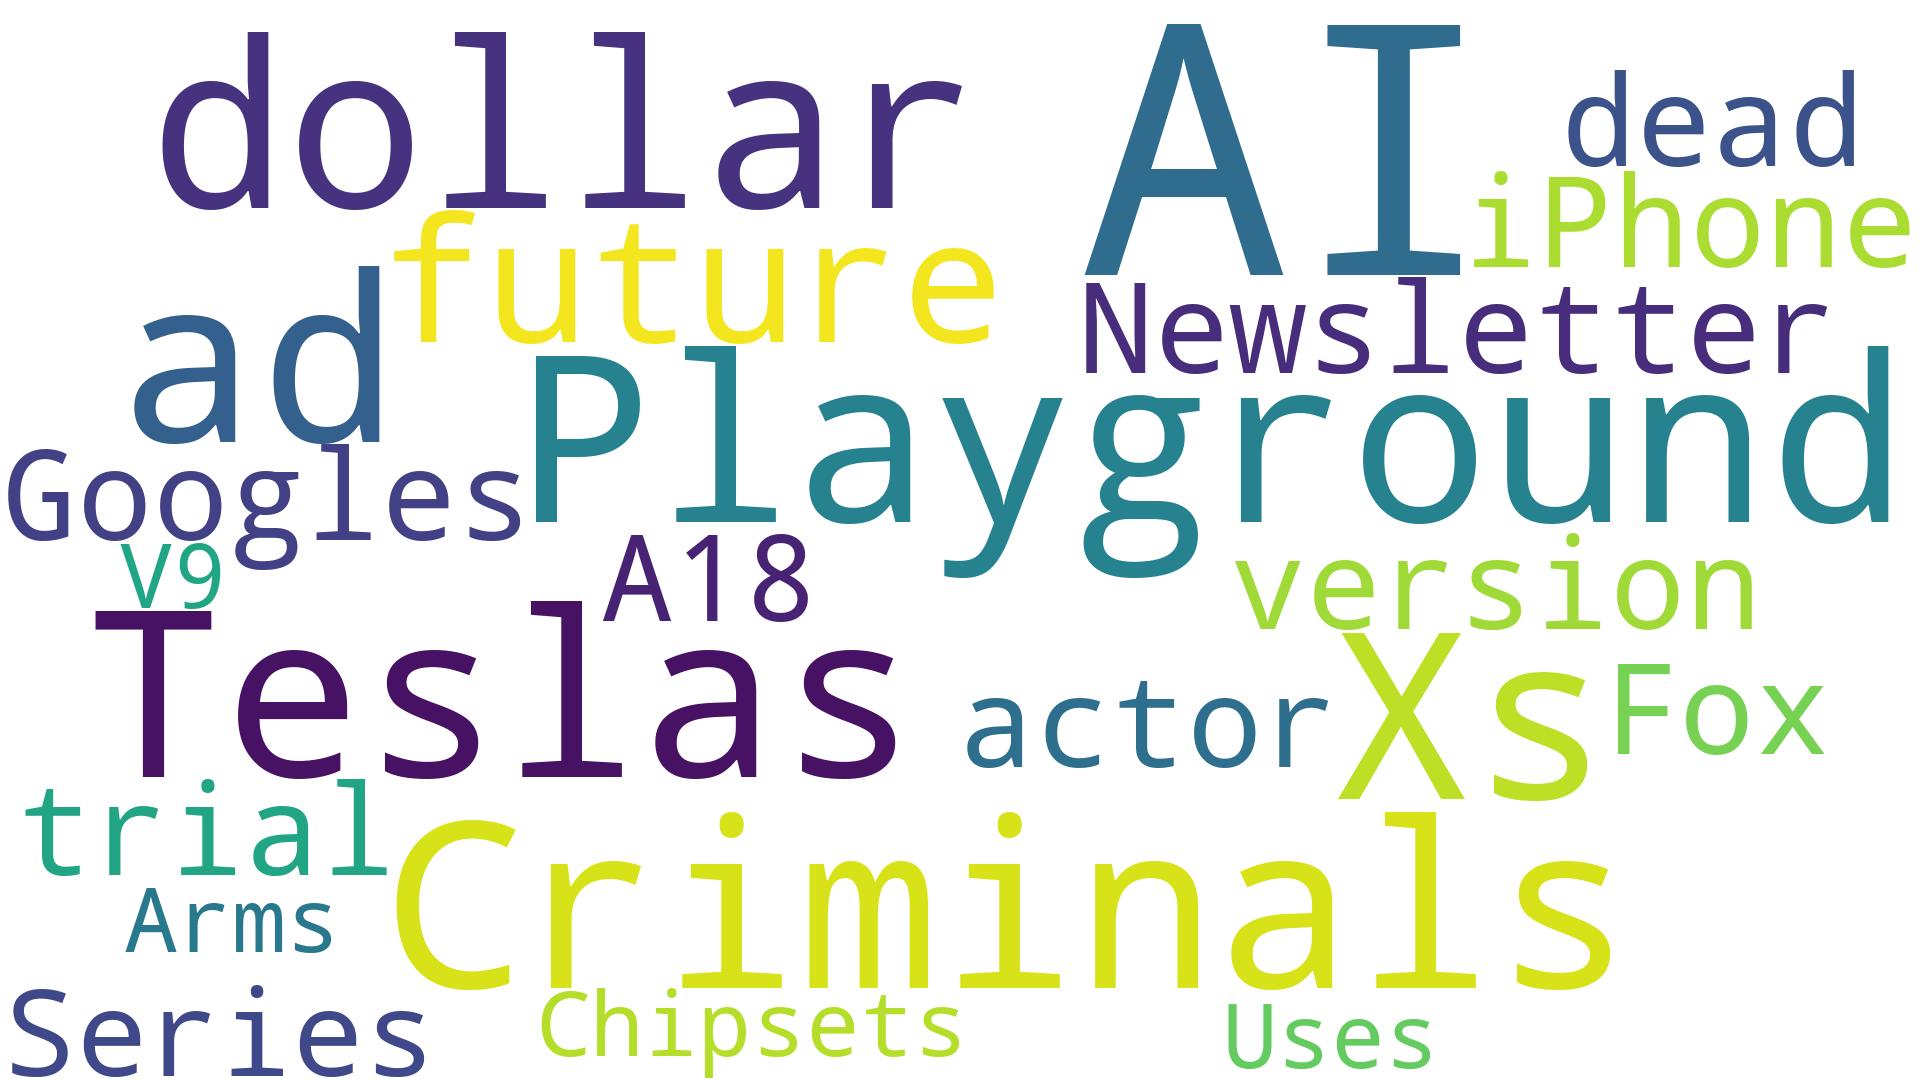 dollar
AI
dead
iPhone
future
ad
Newsletter
Playground
Googles
V9
A18
version
Teslas
actor
Xs
Fox
trial
Criminals
Arms
Series
Chipsets
Uses